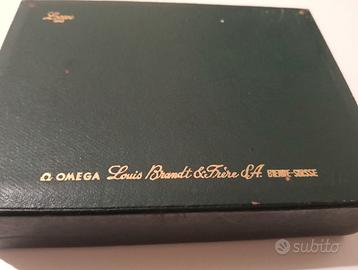 Ω OMEGA Louis Brandt & Frère S.A. BIENNE-SUISSE
subito